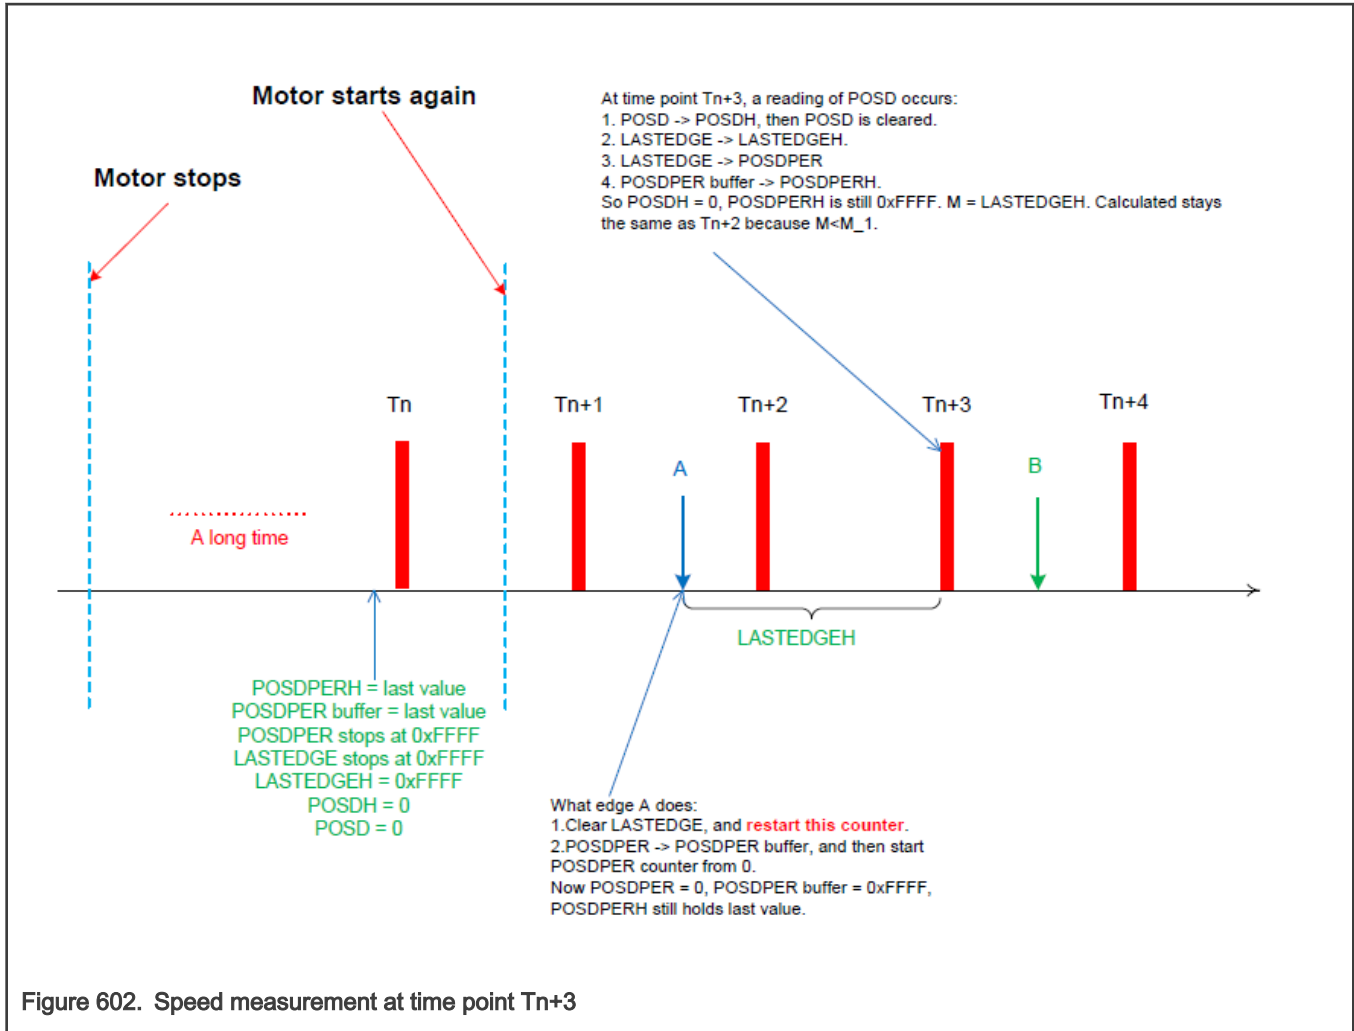 Motor starts again
Motor stops
At time point Tn+3, a reading of POSD occurs:
1. POSD -> POSDH, then POSD is cleared.
2. LASTEDGE -> LASTEDGEH.
3. LASTEDGE -> POSDPER
4. POSDPER buffer -> POSDPERH.
So POSDH = 0, POSDPERH is still 0xFFFF. M = LASTEDGEH. Calculated stays
the same as Tn+2 because M<M_1.
Tn
Tn+1
Tn+2
Tn+3
Tn+4
A
B
A long time
LASTEDGEH
POSDPERH = last value
POSDPER buffer = last value
POSDPER stops at 0xFFFF
LASTEDGE stops at 0xFFFF
LASTEDGEH = 0xFFFF
POSDH = 0
POSD = 0
What edge A does:
1.Clear LASTEDGE, and restart this counter.
2.POSDPER -> POSDPER buffer, and then start
POSDPER counter from 0.
Now POSDPER = 0, POSDPER buffer = 0xFFFF,
POSDPERH still holds last value.
Figure 602. Speed measurement at time point Tn+3